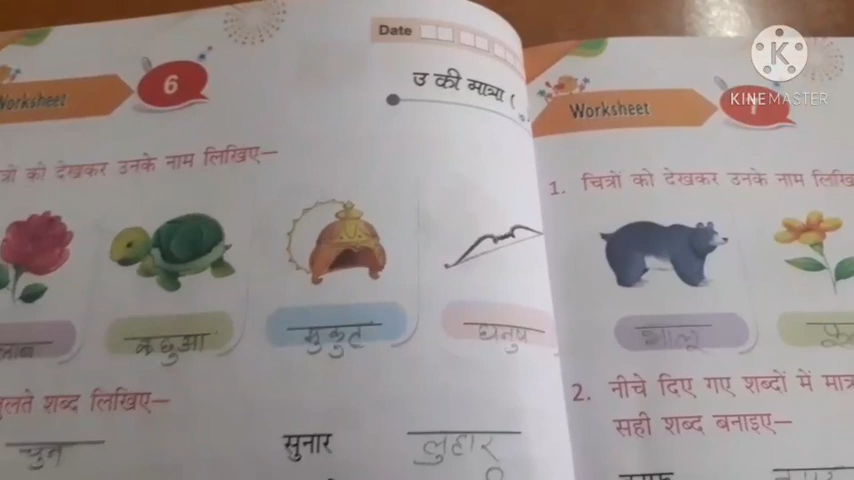 Date
Worksheet 6
उ की मात्रा (
को देखकर उनके नाम लिखिए—
कछुआ मुकुट धनुष
शब्द लिखिए—
चुन सुनार लुहार
KINEMASTER
Worksheet
1. चित्रों को देखकर उनके नाम
भालू
2. नीचे दिए गए शब्दों में
सही शब्द बनाइए—